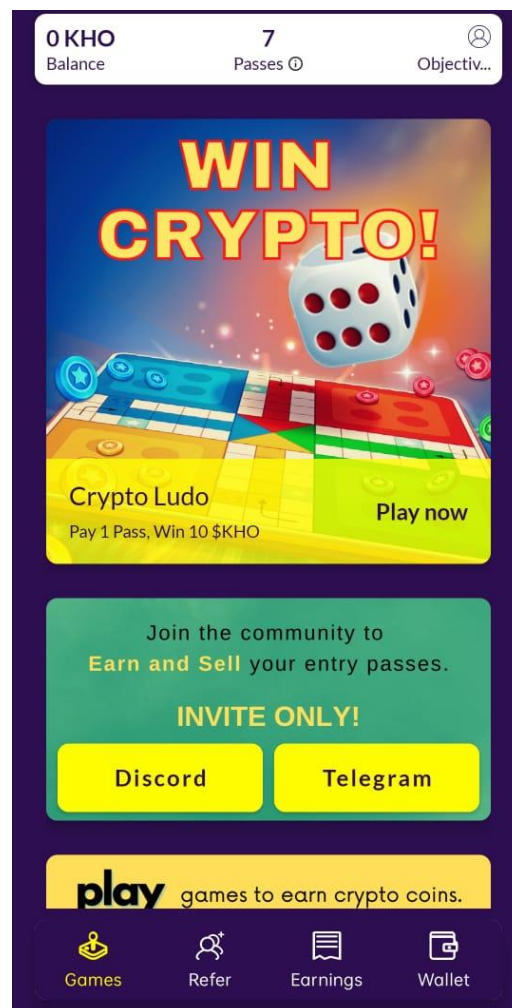 0 KHO 7
Balance Passes Objectiv...
WIN
CRYPTO!
Crypto Ludo
Pay 1 Pass, Win 10 $KHO
Play now
Join the community to
Earn and Sell your entry passes.
INVITE ONLY!
Discord Telegram
play games to earn crypto coins.
Games Refer Earnings Wallet